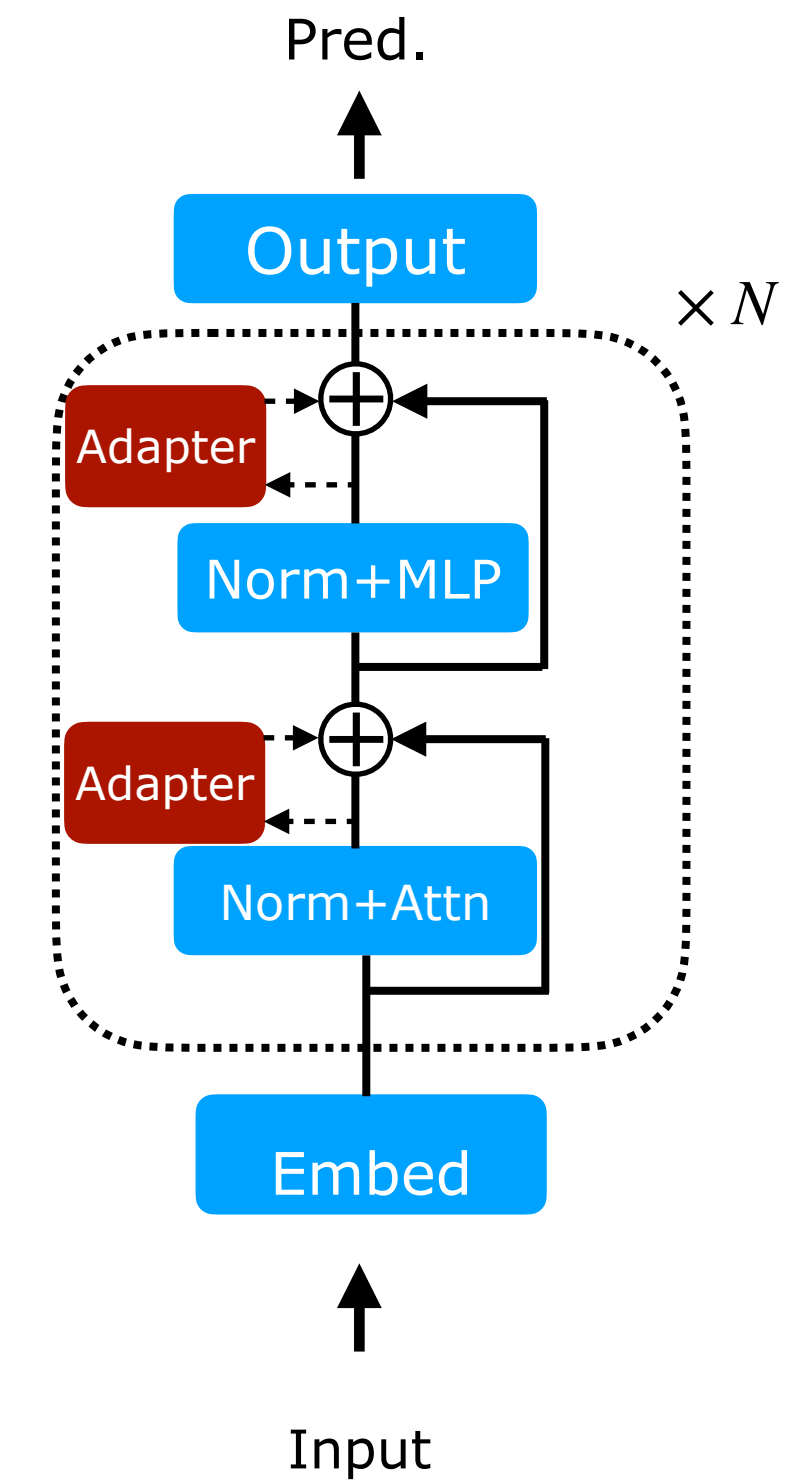 Pred.
Output
× N
Adapter
Norm+MLP
Adapter
Norm+Attn
Embed
Input